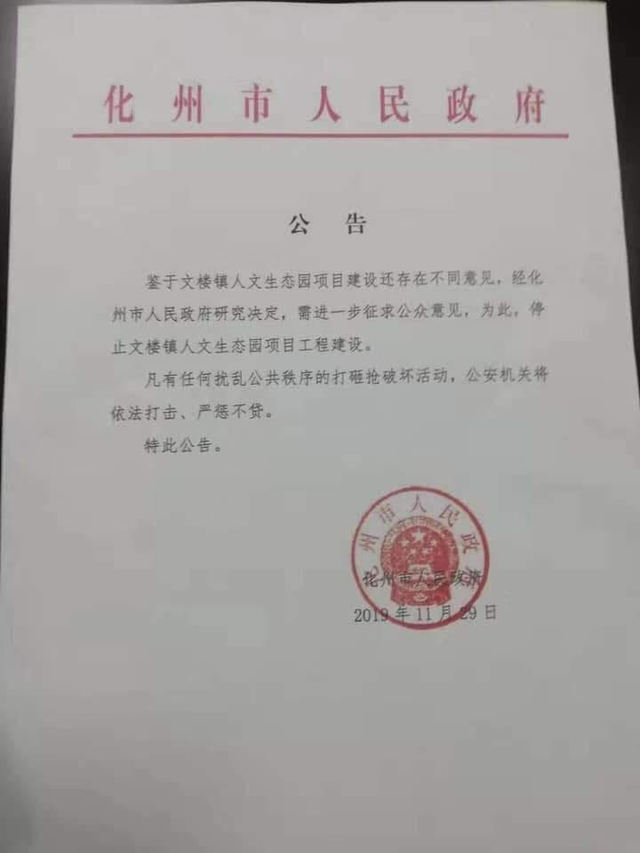 化州市人民政府
公告
鉴于文楼镇人文生态园项目建设还存在不同意见，经化
州市人民政府研究决定，需进一步征求公众意见，为此，停
止文楼镇人文生态园项目工程建设。
凡有任何扰乱公共秩序的打砸抢破坏活动，公安机关将
依法打击、严惩不贷。
特此公告。
化州市人民政府
化州市人民政府
2019年11月29日